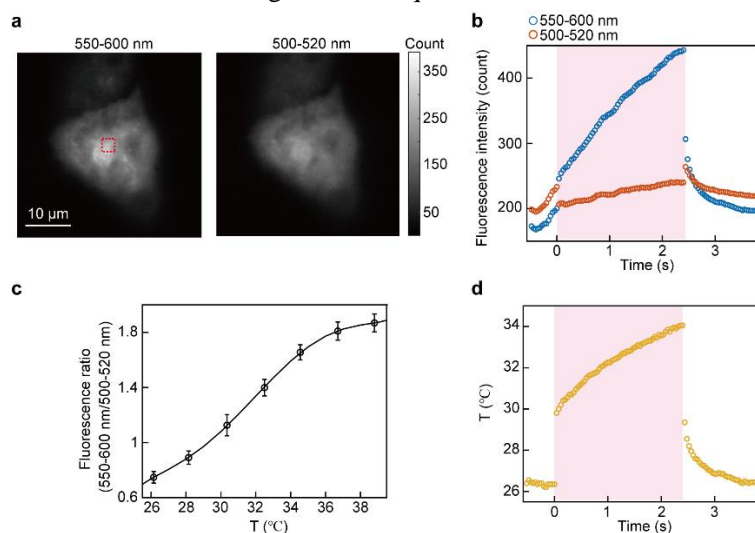 a
550-600 nm
500-520 nm
Count
350
250
150
50
10 µm
b
550-600 nm
500-520 nm
Fluorescence intensity (count)
400
300
200
0
1
2
3
Time (s)
c
Fluorescence ratio
(550-600 nm/500-520 nm)
1.8
1.4
1
0.6
26
28
30
32
34
36
38
T (℃)
d
T (℃)
34
32
30
28
26
0
1
2
3
Time (s)